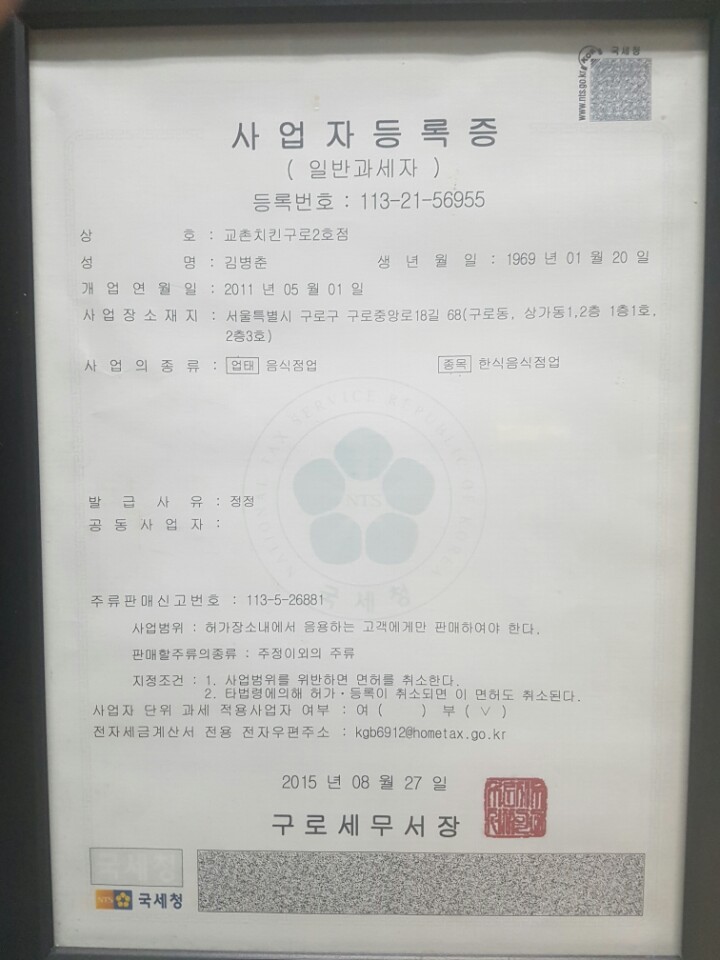 국세청
www.nts.go.kr
사업자등록증
( 일반과세자 )
등록번호 : 113-21-56955
상 호 : 교촌치킨구로2호점
성 명 : 김병춘 생 년 월 일 : 1969 년 01 월 20 일
개 업 연 월 일 : 2011 년 05 월 01 일
사 업 장 소 재 지 : 서울특별시 구로구 구로중앙로18길 68(구로동, 상가동1,2층 1층1호,
2층3호)
사 업 의 종 류 : 업태 음식점업 종목 한식음식점업
NTS
국세청
발 급 사 유 : 정정
공 동 사 업 자 :
주류판매신고번호 : 113-5-26881
사업범위 : 허가장소내에서 음용하는 고객에게만 판매하여야 한다.
판매할주류의종류 : 주정이외의 주류
지정조건 : 1. 사업범위를 위반하면 면허를 취소한다.
2. 타법령에의해 허가·등록이 취소되면 이 면허도 취소된다.
사업자 단위 과세 적용사업자 여부 : 여 ( ) 부 ( ∨ )
전자세금계산서 전용 전자우편주소 : kgb6912@hometax.go.kr
2015 년 08 월 27 일
구로세무서장
국세청
NTS 국세청